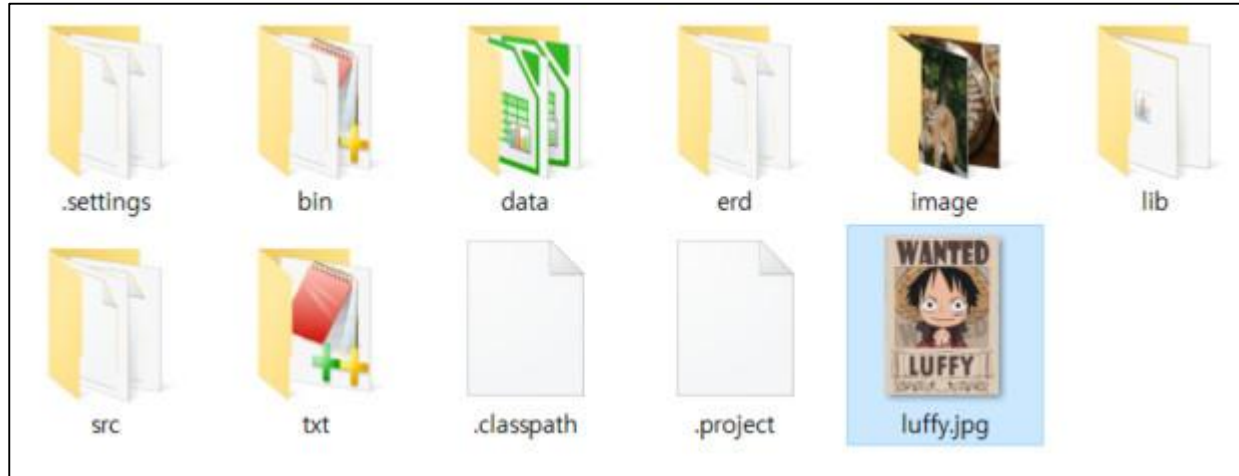 .settings
bin
data
erd
image
lib
WANTED
LUFFY
src
txt
.classpath
.project
luffy.jpg